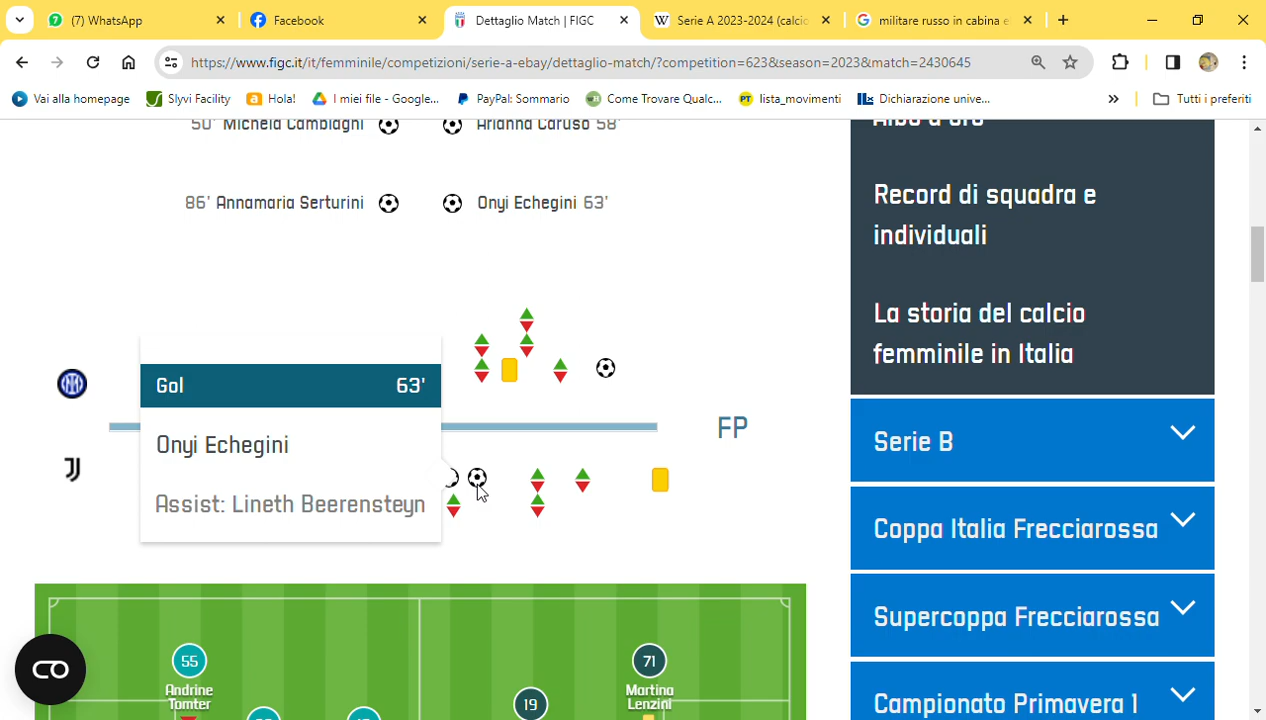 (7) WhatsApp
Facebook
Dettaglio Match | FIGC
Serie A 2023-2024 (calcio
militare russo in cabina e
https://www.figc.it/it/femminile/competizioni/serie-a-ebay/dettaglio-match/?competition=623&season=2023&match=2430645
Vai alla homepage
Slyvi Facility
Hola!
I miei file - Google...
PayPal: Sommario
Come Trovare Qualc...
lista_movimenti
Dichiarazione unive...
Tutti i preferiti
50' Michela Cambiaghi
Arianna Caruso 58'
86' Annamaria Serturini
Onyi Echegini 63'
Gol 63'
Onyi Echegini
Assist: Lineth Beerensteyn
FP
55
Andrine
Tomter
19
71
Martina
Lenzini
Albo d'oro
Record di squadra e
individuali
La storia del calcio
femminile in Italia
Serie B
Coppa Italia Frecciarossa
Supercoppa Frecciarossa
Campionato Primavera 1